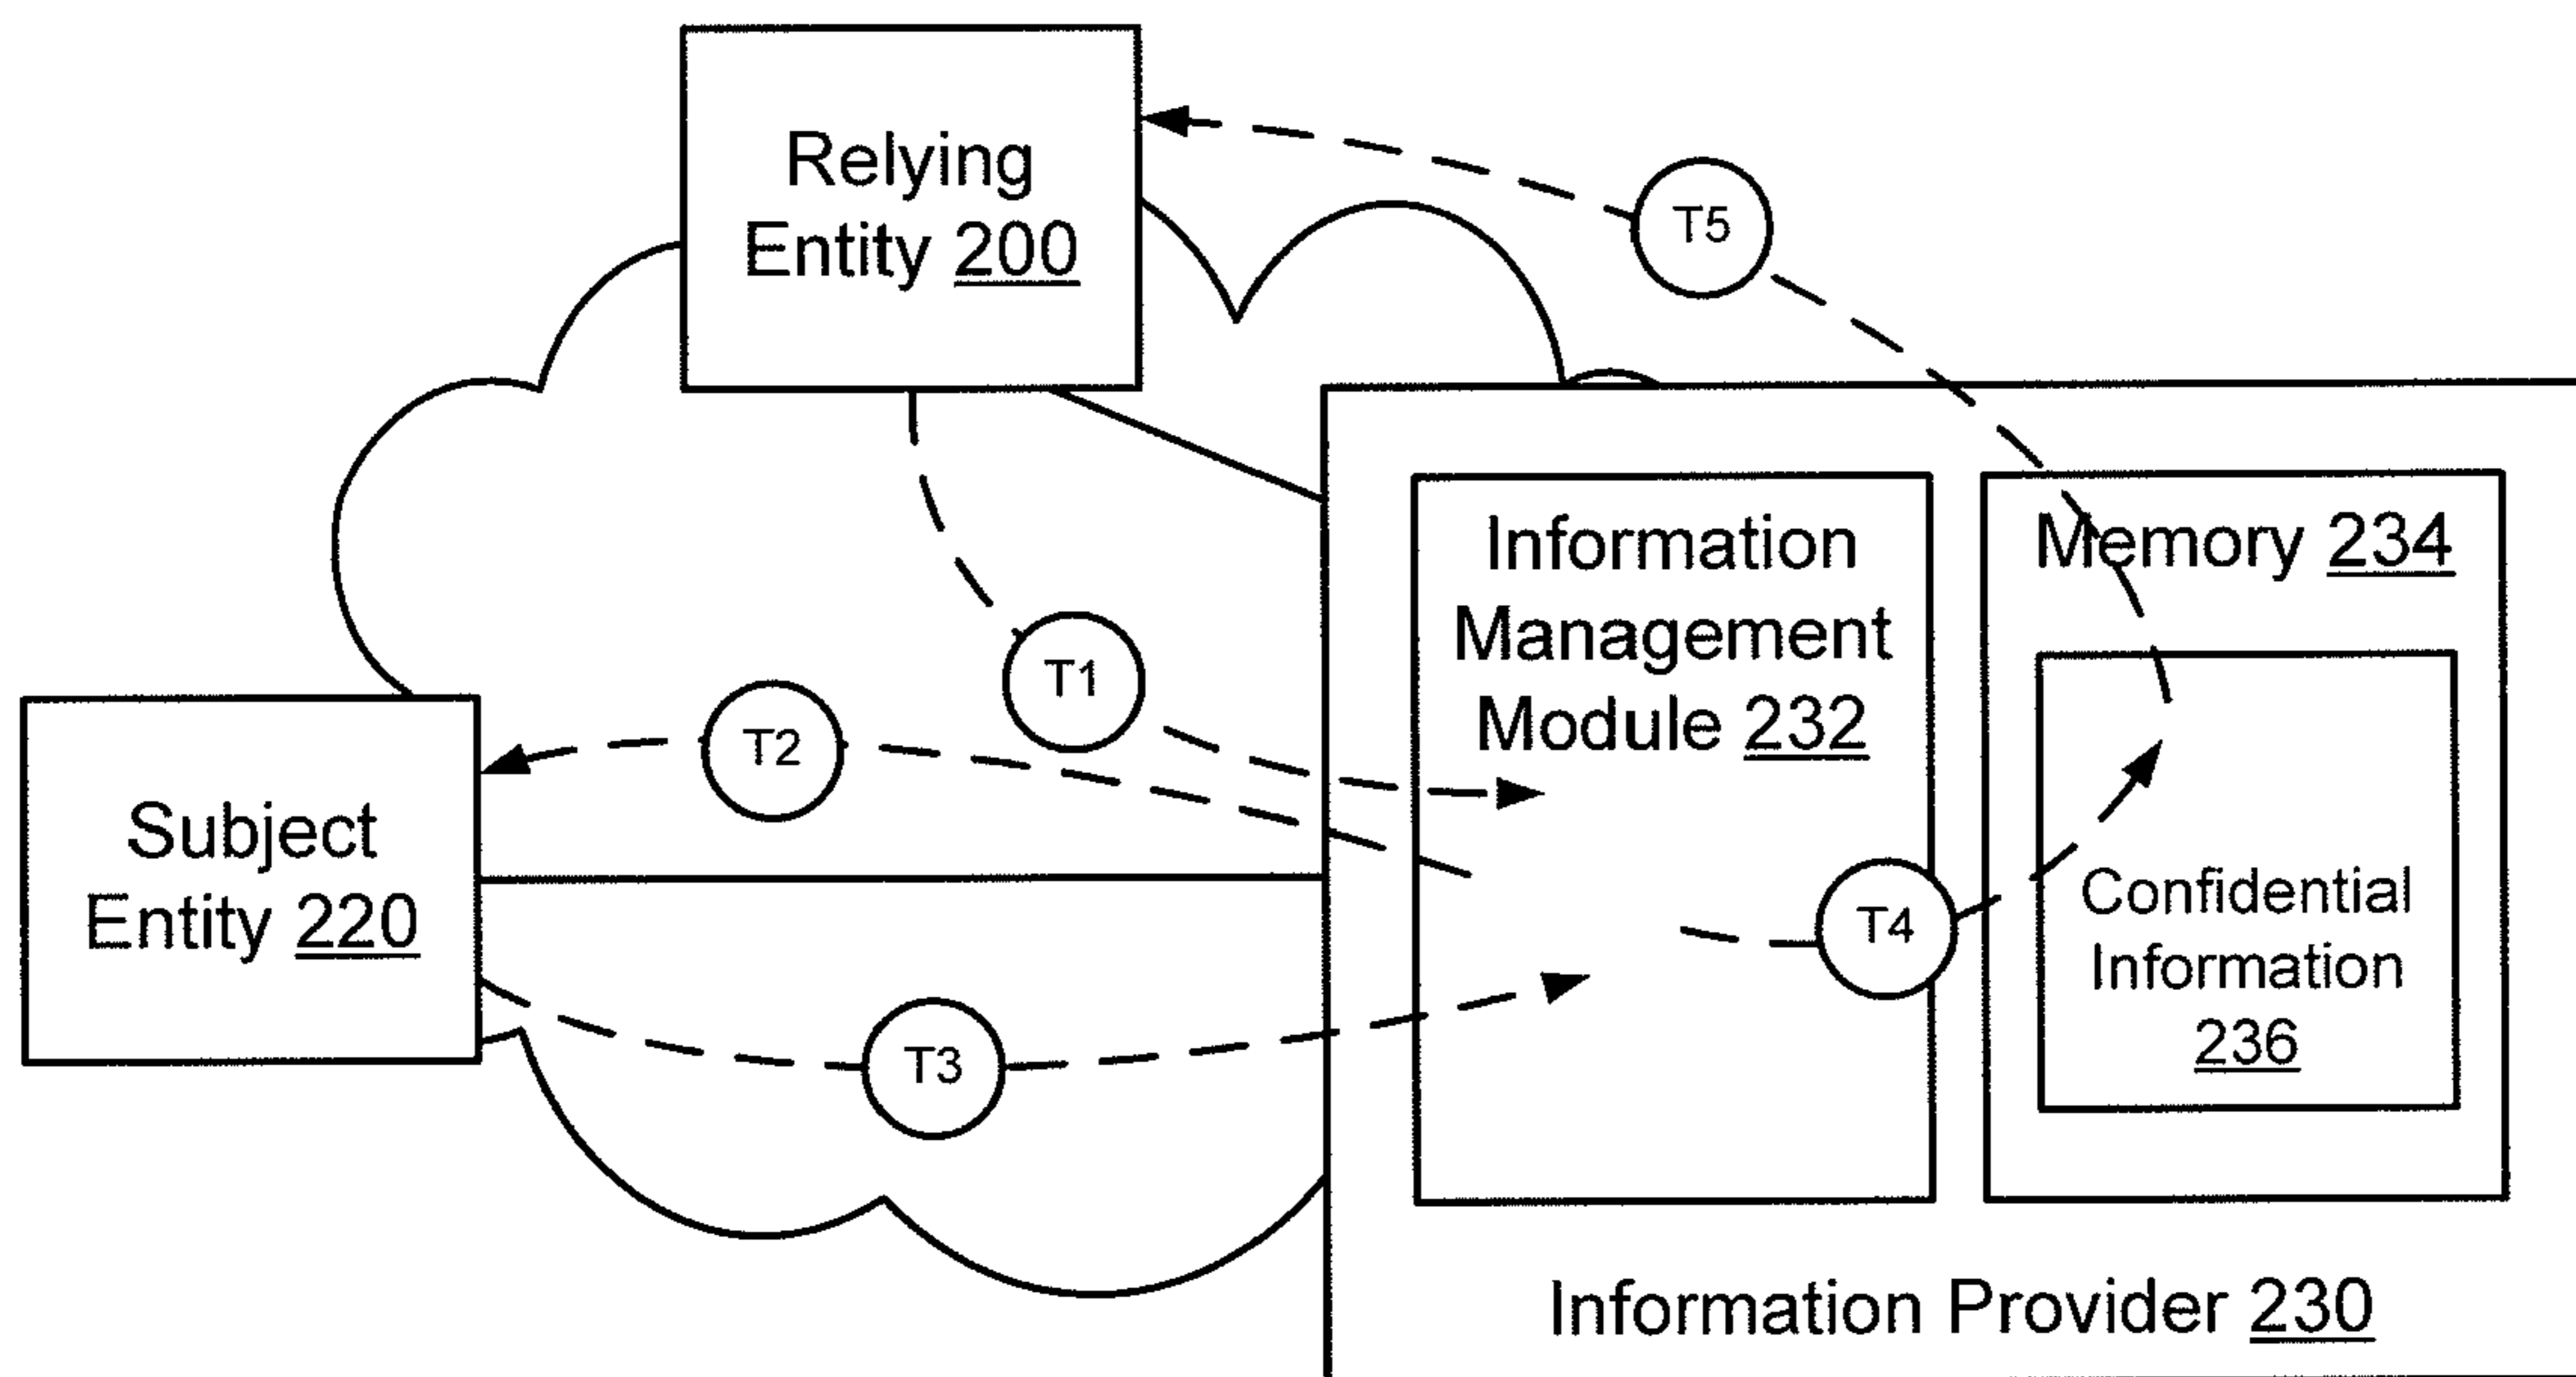 Relying
Entity 200
T5
Information
Management
Module 232
Memory 234
T1
T2
Subject
Entity 220
T4
Confidential
Information
236
T3
Information Provider 230